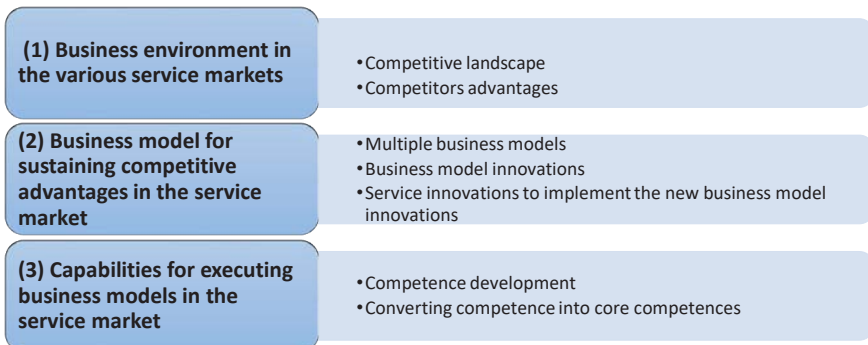 (1) Business environment in
the various service markets
•Competitive landscape
•Competitors advantages
(2) Business model for
sustaining competitive
advantages in the service
market
•Multiple business models
•Business model innovations
•Service innovations to implement the new business model
innovations
(3) Capabilities for executing
business models in the
service market
•Competence development
•Converting competence into core competences